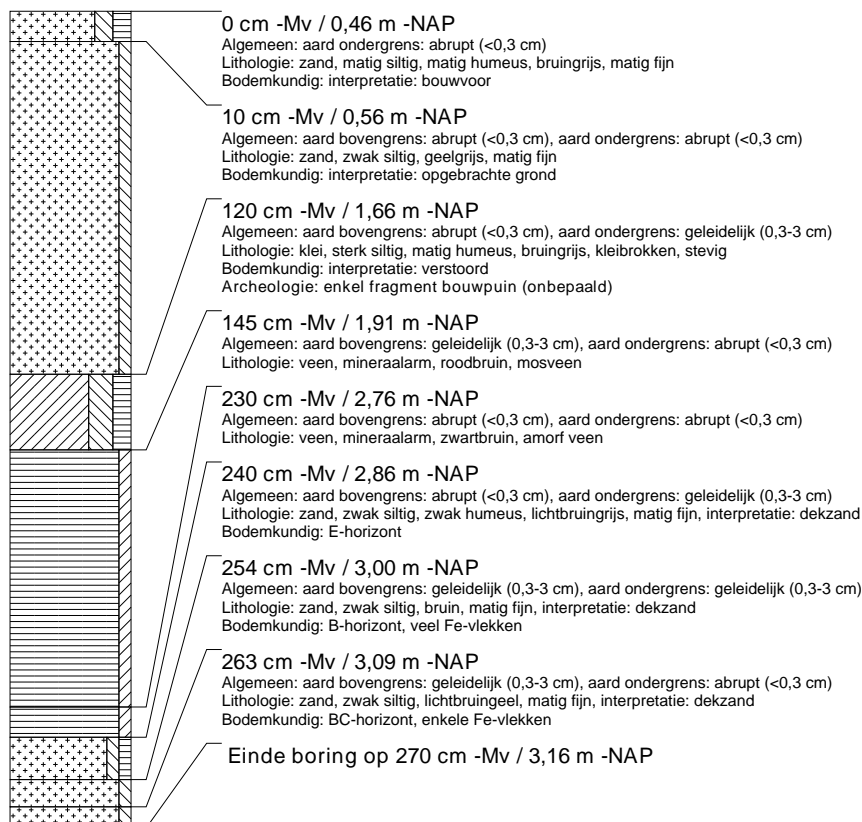 0 cm -Mv / 0,46 m -NAP
Algemeen: aard ondergrens: abrupt (<0,3 cm)
Lithologie: zand, matig siltig, matig humeus, bruingrijs, matig fijn
Bodemkundig: interpretatie: bouwvoor
10 cm -Mv / 0,56 m -NAP
Algemeen: aard bovengrens: abrupt (<0,3 cm), aard ondergrens: abrupt (<0,3 cm)
Lithologie: zand, zwak siltig, geelgrijs, matig fijn
Bodemkundig: interpretatie: opgebrachte grond
120 cm -Mv / 1,66 m -NAP
Algemeen: aard bovengrens: abrupt (<0,3 cm), aard ondergrens: geleidelijk (0,3-3 cm)
Lithologie: klei, sterk siltig, matig humeus, bruingrijs, kleibrokken, stevig
Bodemkundig: interpretatie: verstoord
Archeologie: enkel fragment bouwpuin (onbepaald)
145 cm -Mv / 1,91 m -NAP
Algemeen: aard bovengrens: geleidelijk (0,3-3 cm), aard ondergrens: abrupt (<0,3 cm)
Lithologie: veen, mineraalarm, roodbruin, mosveen
230 cm -Mv / 2,76 m -NAP
Algemeen: aard bovengrens: abrupt (<0,3 cm), aard ondergrens: abrupt (<0,3 cm)
Lithologie: veen, mineraalarm, zwartbruin, amorf veen
240 cm -Mv / 2,86 m -NAP
Algemeen: aard bovengrens: abrupt (<0,3 cm), aard ondergrens: geleidelijk (0,3-3 cm)
Lithologie: zand, zwak siltig, zwak humeus, lichtbruingrijs, matig fijn, interpretatie: dekzand
Bodemkundig: E-horizont
254 cm -Mv / 3,00 m -NAP
Algemeen: aard bovengrens: geleidelijk (0,3-3 cm), aard ondergrens: geleidelijk (0,3-3 cm)
Lithologie: zand, zwak siltig, bruin, matig fijn, interpretatie: dekzand
Bodemkundig: B-horizont, veel Fe-vlekken
263 cm -Mv / 3,09 m -NAP
Algemeen: aard bovengrens: geleidelijk (0,3-3 cm), aard ondergrens: abrupt (<0,3 cm)
Lithologie: zand, zwak siltig, lichtbruingeel, matig fijn, interpretatie: dekzand
Bodemkundig: BC-horizont, enkele Fe-vlekken
Einde boring op 270 cm -Mv / 3,16 m -NAP